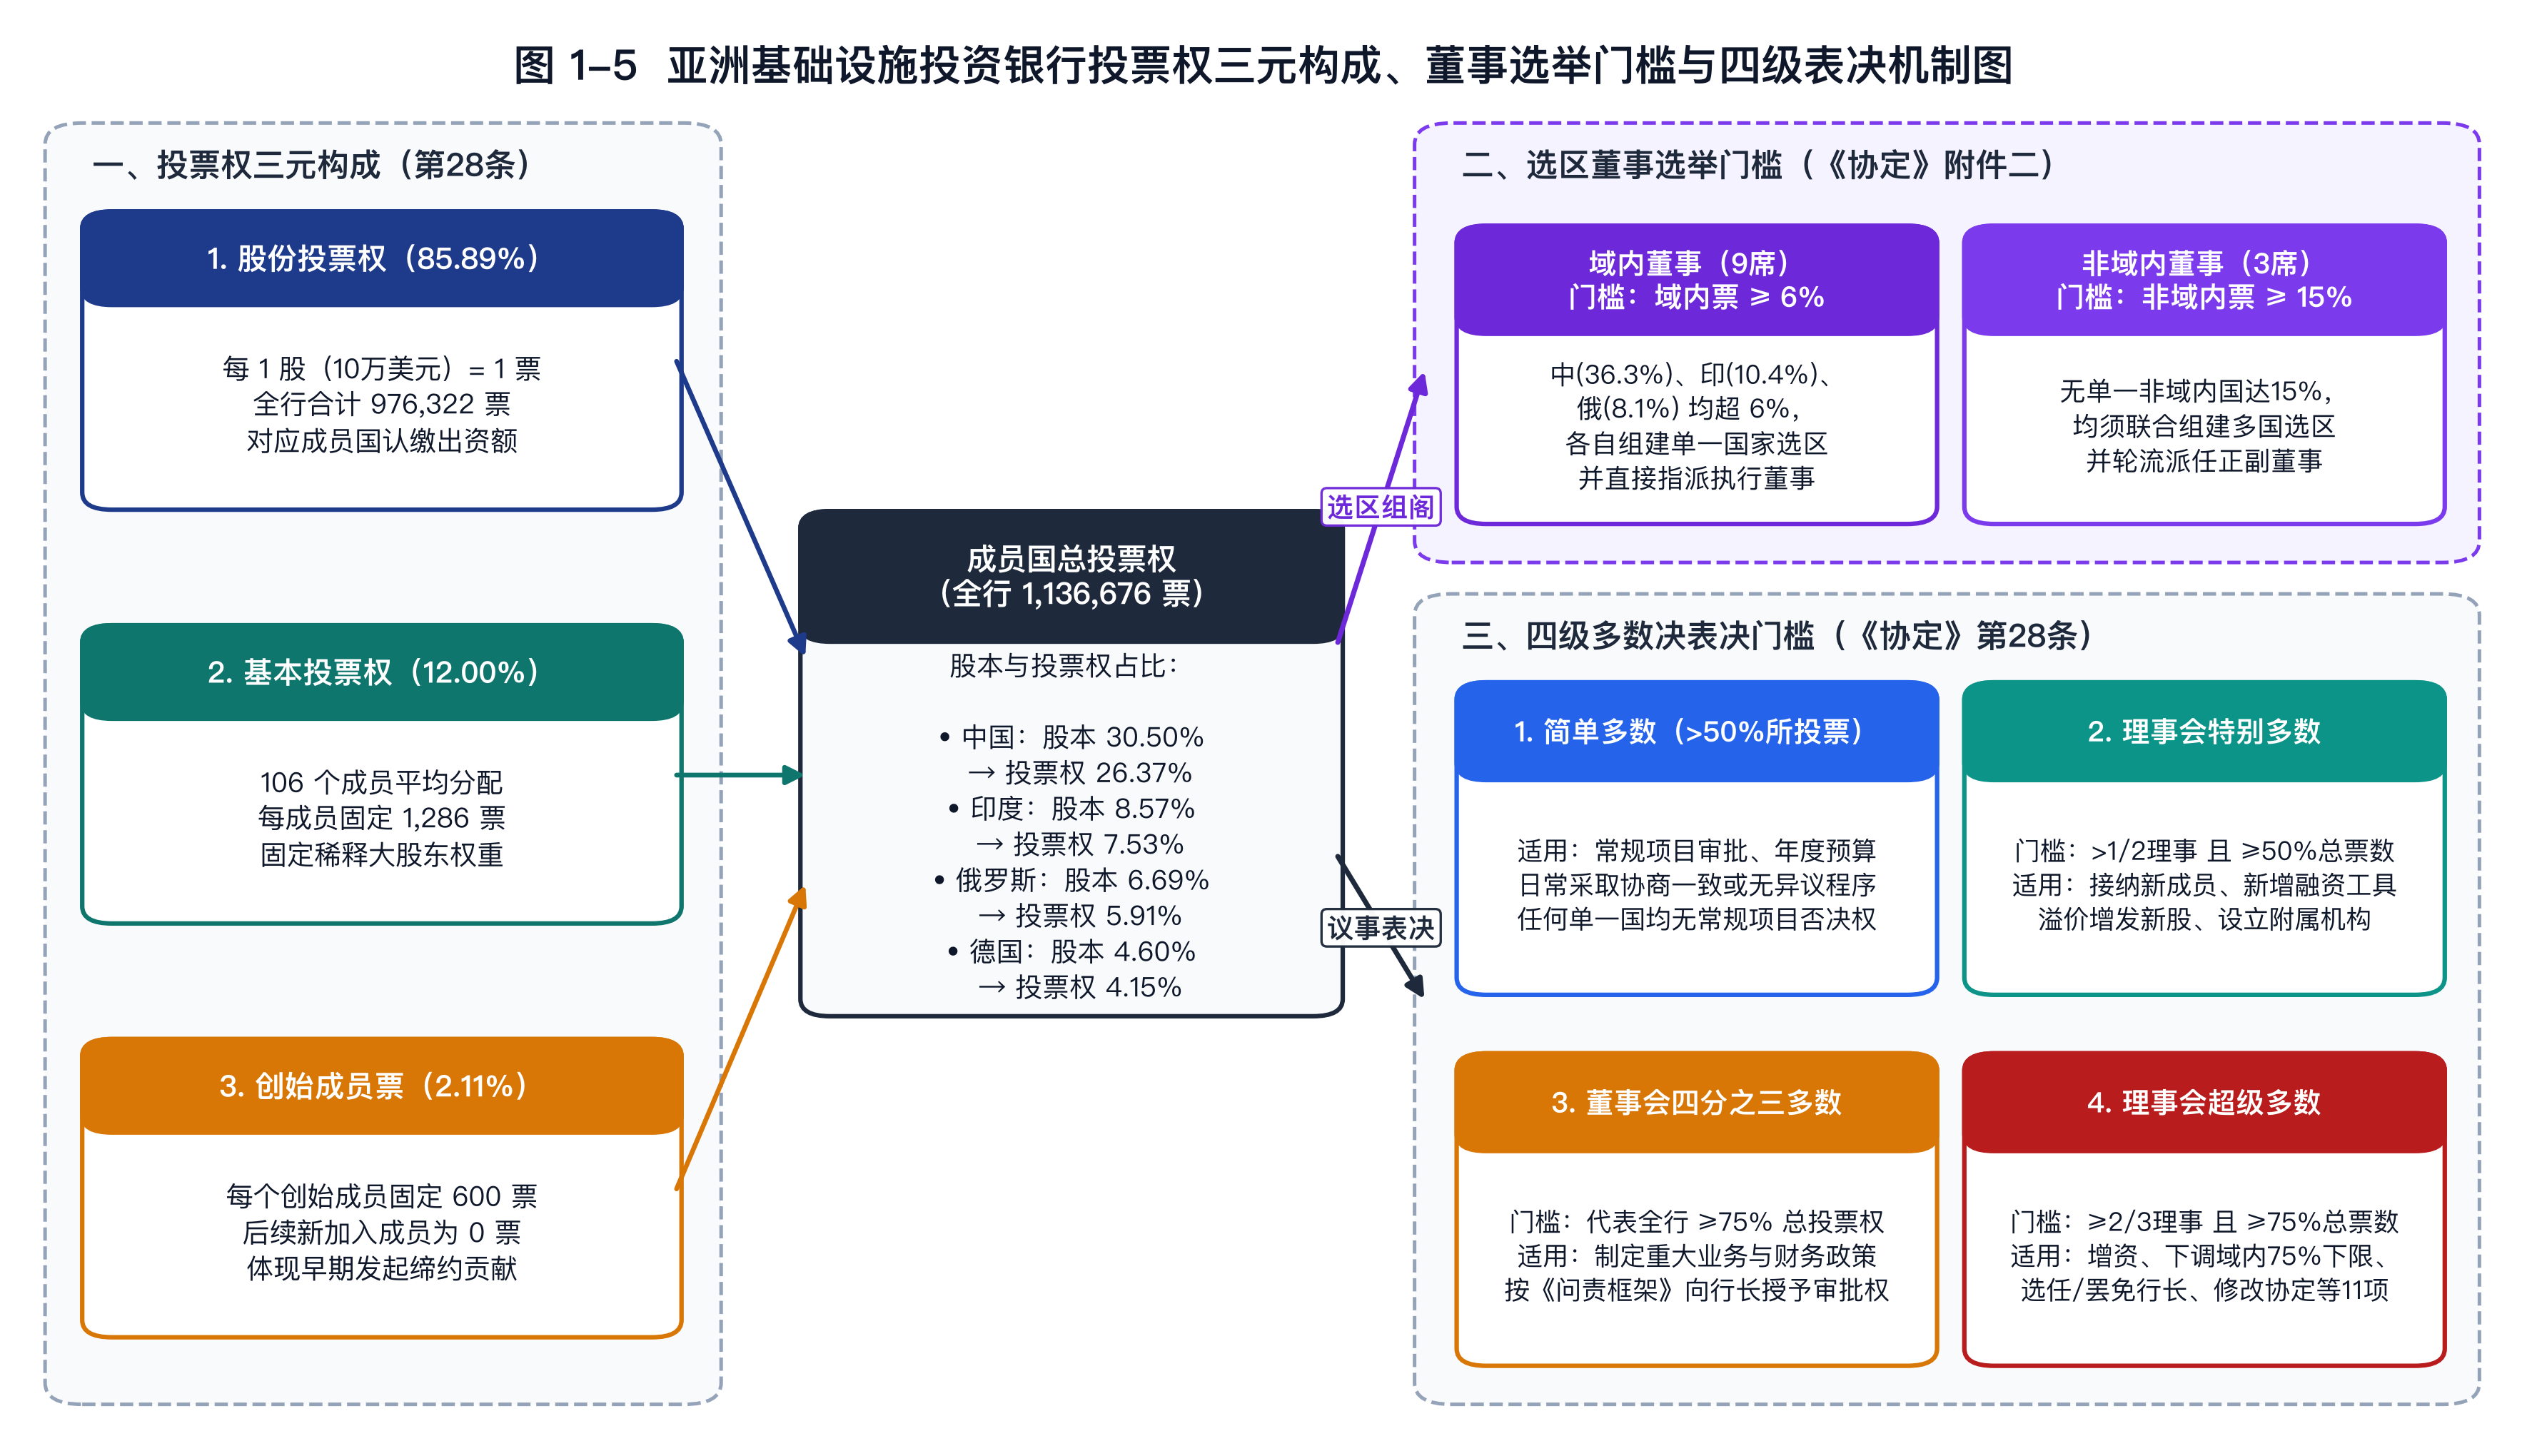 图 1–5 亚洲基础设施投资银行投票权三元构成、董事选举门槛与四级表决机制图
一、投票权三元构成（第28条）
1. 股份投票权（85.89%）
每 1 股（10万美元）= 1 票
全行合计 976,322 票
对应成员国认缴出资额
2. 基本投票权（12.00%）
106 个成员平均分配
每成员固定 1,286 票
固定稀释大股东权重
3. 创始成员票（2.11%）
每个创始成员固定 600 票
后续新加入成员为 0 票
体现早期发起缔约贡献
成员国总投票权
（全行 1,136,676 票）
股本与投票权占比：
• 中国：股本 30.50%
→ 投票权 26.37%
• 印度：股本 8.57%
→ 投票权 7.53%
• 俄罗斯：股本 6.69%
→ 投票权 5.91%
• 德国：股本 4.60%
→ 投票权 4.15%
选区组阁
议事表决
二、选区董事选举门槛（《协定》附件二）
域内董事（9席）
门槛：域内票 ⩾ 6%
中(36.3%)、印(10.4%)、
俄(8.1%) 均超 6%，
各自组建单一国家选区
并直接指派执行董事
非域内董事（3席）
门槛：非域内票 ⩾ 15%
无单一非域内国达15%，
均须联合组建多国选区
并轮流派任正副董事
三、四级多数决表决门槛（《协定》第28条）
1. 简单多数（>50%所投票）
适用：常规项目审批、年度预算
日常采取协商一致或无异议程序
任何单一国均无常规项目否决权
2. 理事会特别多数
门槛：>1/2理事 且 ⩾50%总票数
适用：接纳新成员、新增融资工具
溢价增发新股、设立附属机构
3. 董事会四分之三多数
门槛：代表全行 ⩾75% 总投票权
适用：制定重大业务与财务政策
按《问责框架》向行长授予审批权
4. 理事会超级多数
门槛：⩾2/3理事 且 ⩾75%总票数
适用：增资、下调域内75%下限、
选任/罢免行长、修改协定等11项